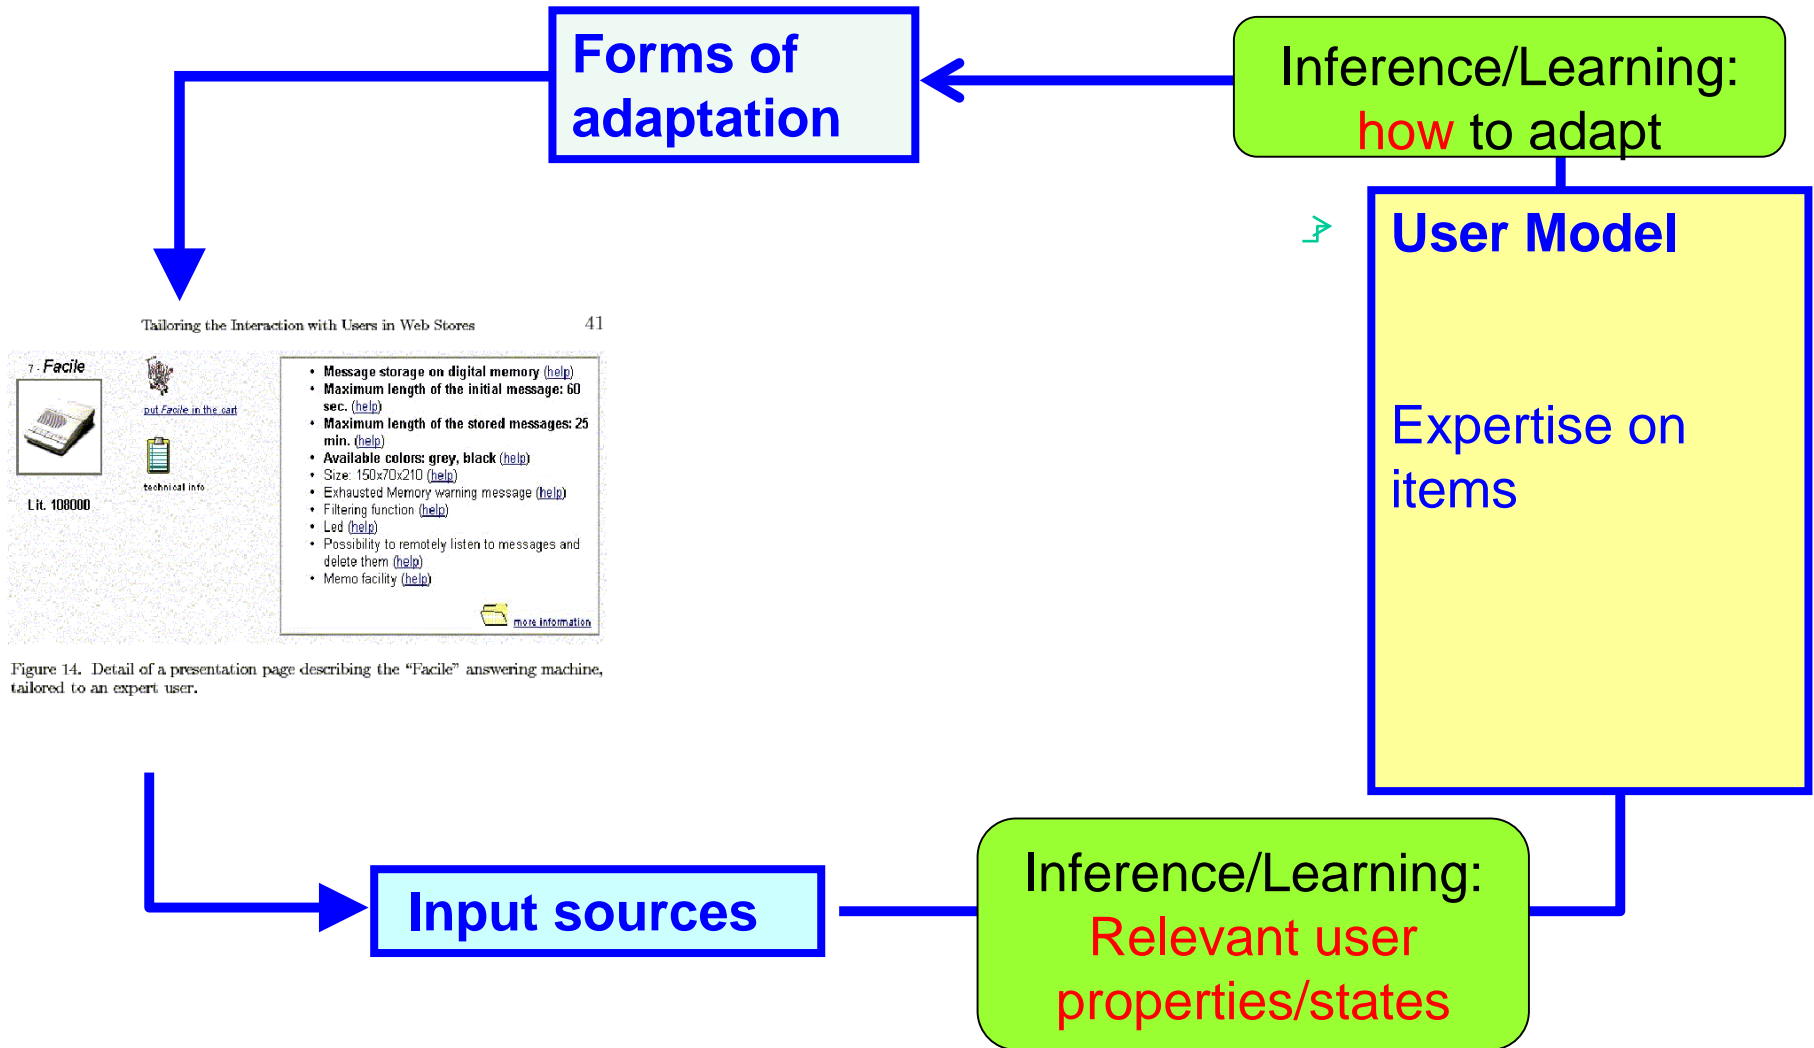 Forms of
adaptation
Inference/Learning:
how to adapt
User Model
Expertise on
items
Tailoring the Interaction with Users in Web Stores 41
7 - Facile
put Facile in the cart
technical info
Lit. 108000
• Message storage on digital memory (help)
• Maximum length of the initial message: 60
sec. (help)
• Maximum length of the stored messages: 25
min. (help)
• Available colors: grey, black (help)
• Size: 150x70x210 (help)
• Exhausted Memory warning message (help)
• Filtering function (help)
• Led (help)
• Possibility to remotely listen to messages and
delete them (help)
• Memo facility (help)
more information
Figure 14. Detail of a presentation page describing the “Facile” answering machine,
tailored to an expert user.
Input sources
Inference/Learning:
Relevant user
properties/states